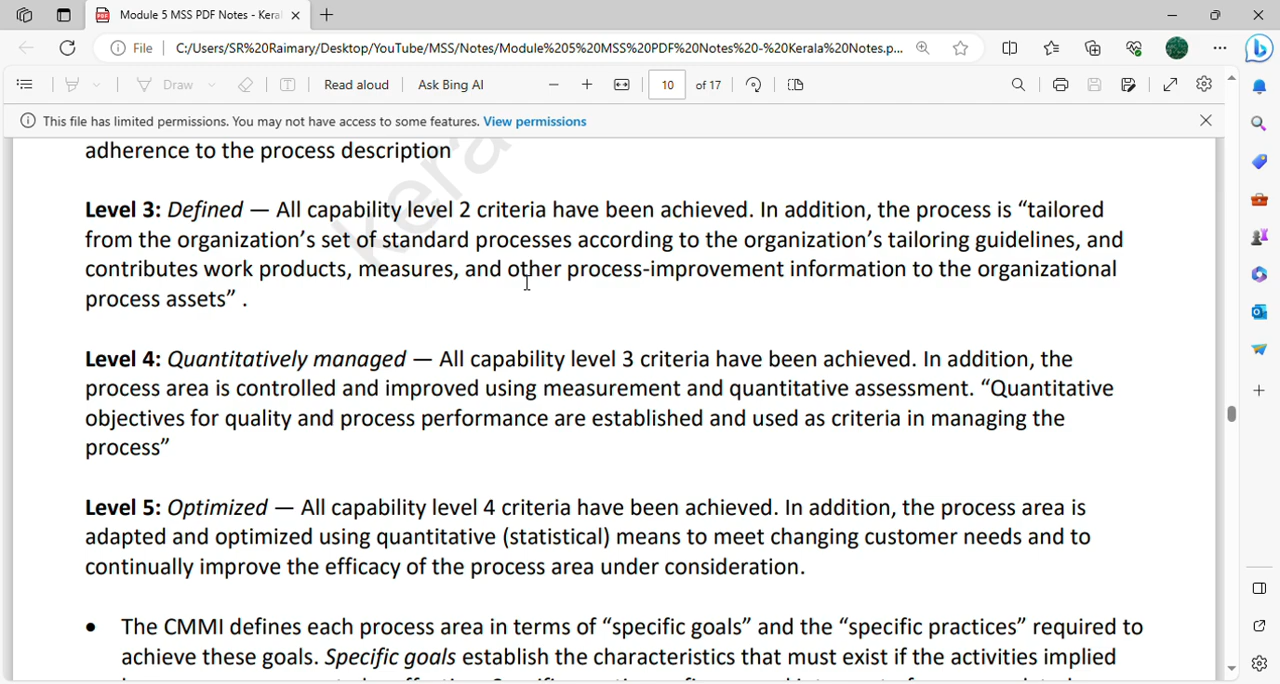 Module 5 MSS PDF Notes - Keral
File
C:/Users/SR%20Raimary/Desktop/YouTube/MSS/Notes/Module%205%20MSS%20PDF%20Notes%20-%20Kerala%20Notes.p...
Draw
Read aloud
Ask Bing AI
10 of 17
This file has limited permissions. You may not have access to some features. View permissions
adherence to the process description
Kera
Level 3: Defined — All capability level 2 criteria have been achieved. In addition, the process is “tailored
from the organization’s set of standard processes according to the organization’s tailoring guidelines, and
contributes work products, measures, and other process-improvement information to the organizational
process assets” .
Level 4: Quantitatively managed — All capability level 3 criteria have been achieved. In addition, the
process area is controlled and improved using measurement and quantitative assessment. “Quantitative
objectives for quality and process performance are established and used as criteria in managing the
process”
Level 5: Optimized — All capability level 4 criteria have been achieved. In addition, the process area is
adapted and optimized using quantitative (statistical) means to meet changing customer needs and to
continually improve the efficacy of the process area under consideration.
• The CMMI defines each process area in terms of “specific goals” and the “specific practices” required to
achieve these goals. Specific goals establish the characteristics that must exist if the activities implied